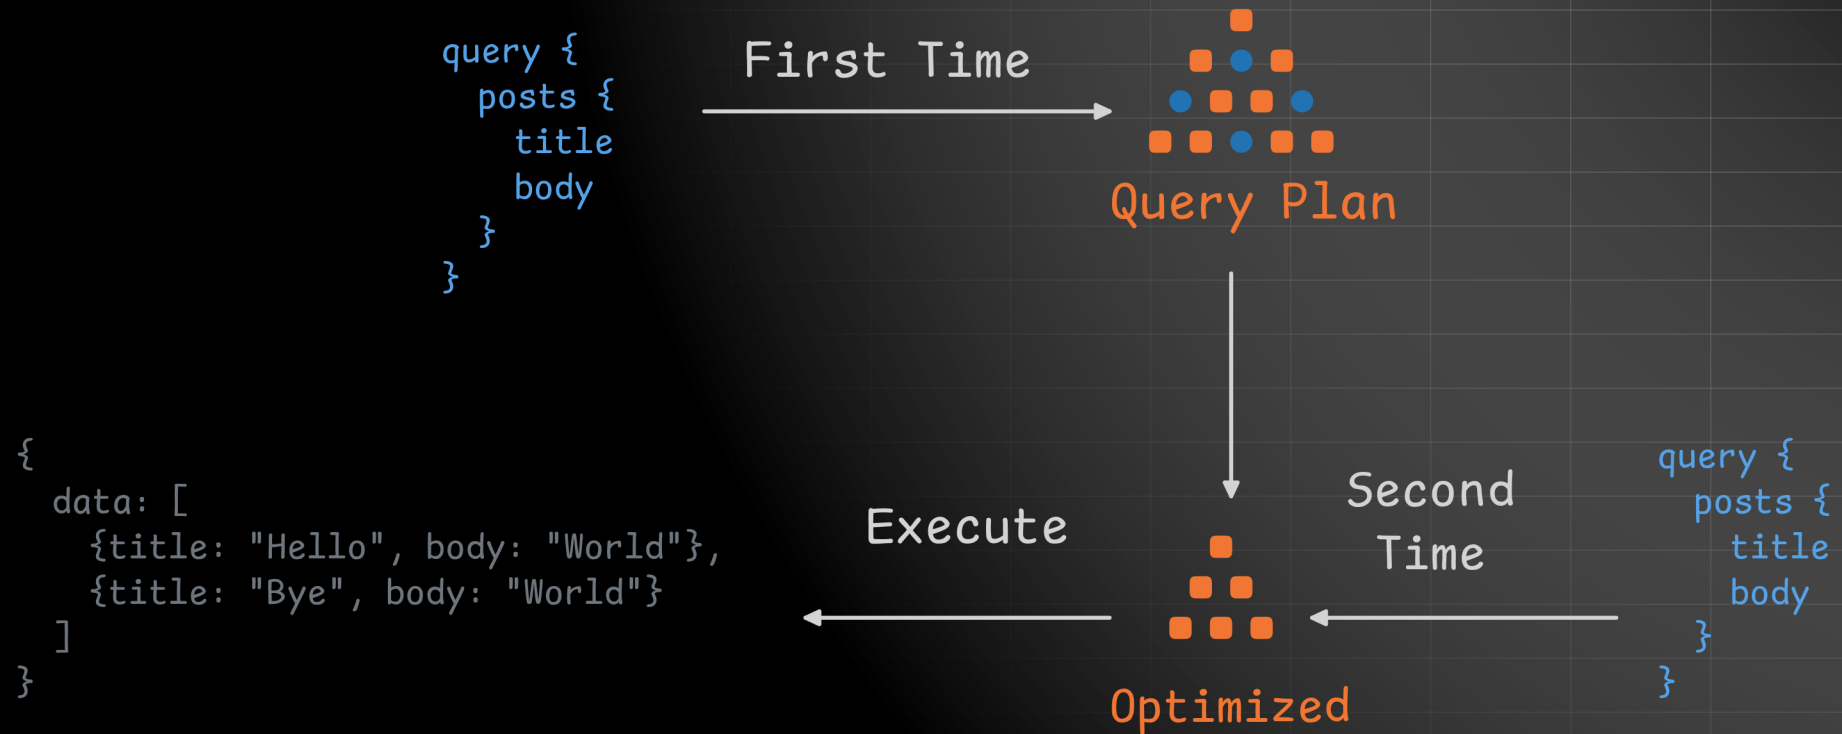 query {
  posts {
    title
    body
  }
}
First Time
Query Plan
{
  data: [
    {title: "Hello", body: "World"},
    {title: "Bye", body: "World"}
  ]
}
Execute
Optimized
Second
Time
query {
  posts {
    title
    body
  }
}